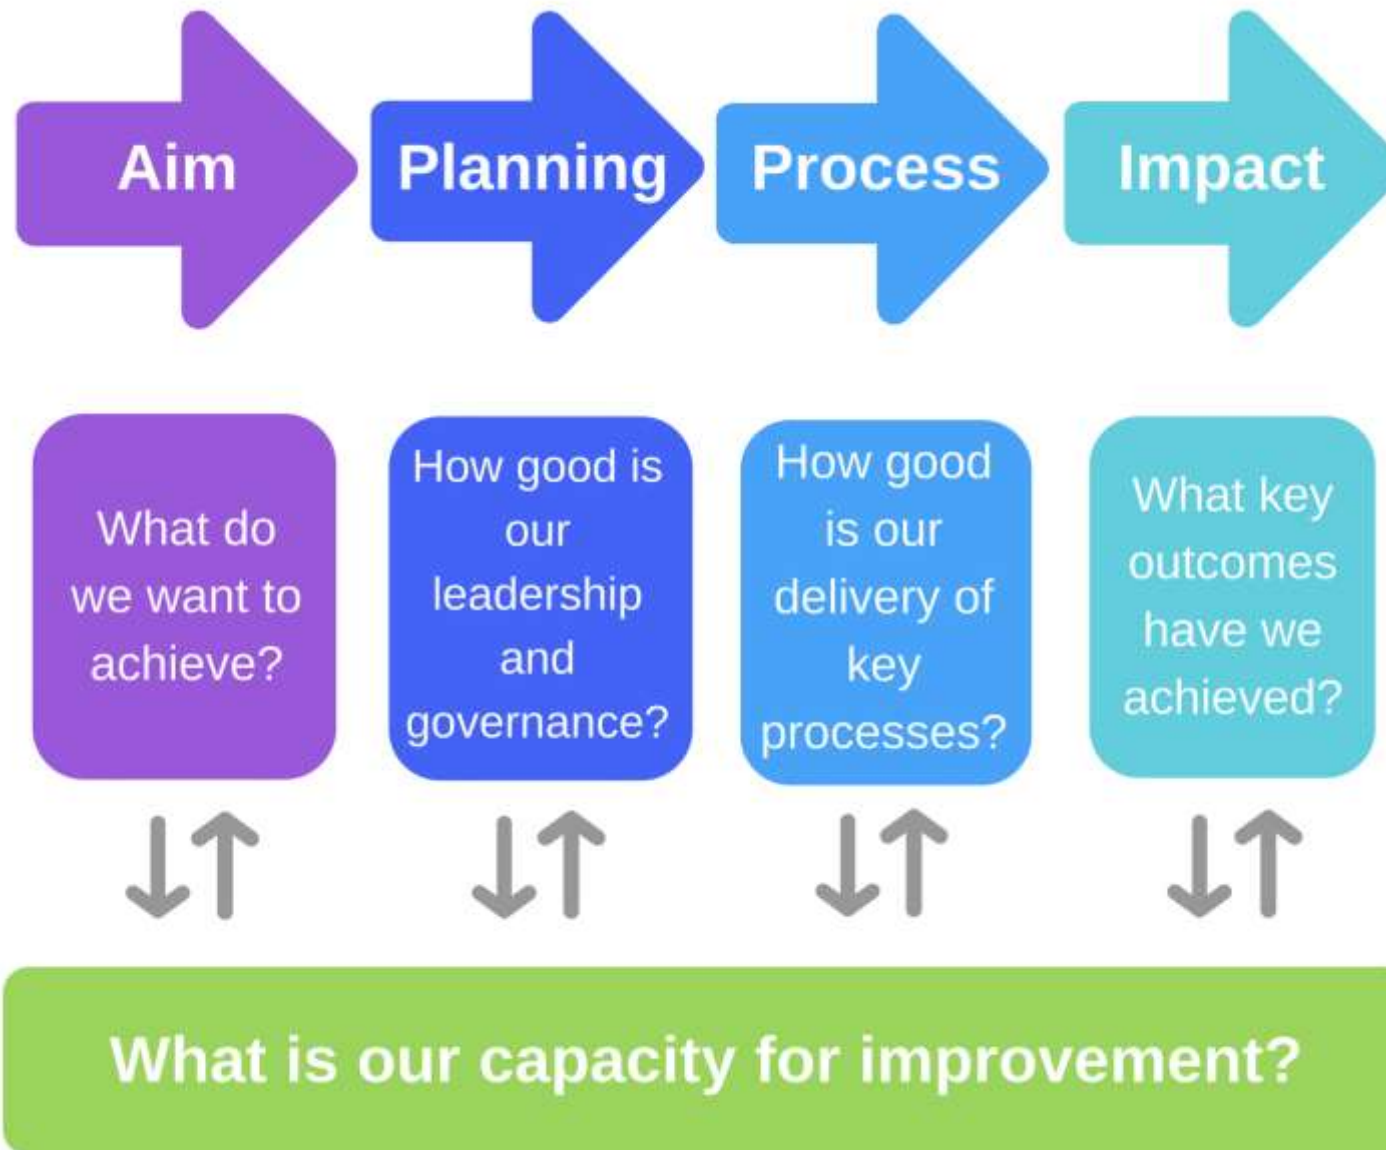 Aim
Planning
Process
Impact
What do
we want to
achieve?
How good is
our
leadership
and
governance?
How good
is our
delivery of
key
processes?
What key
outcomes
have we
achieved?
What is our capacity for improvement?